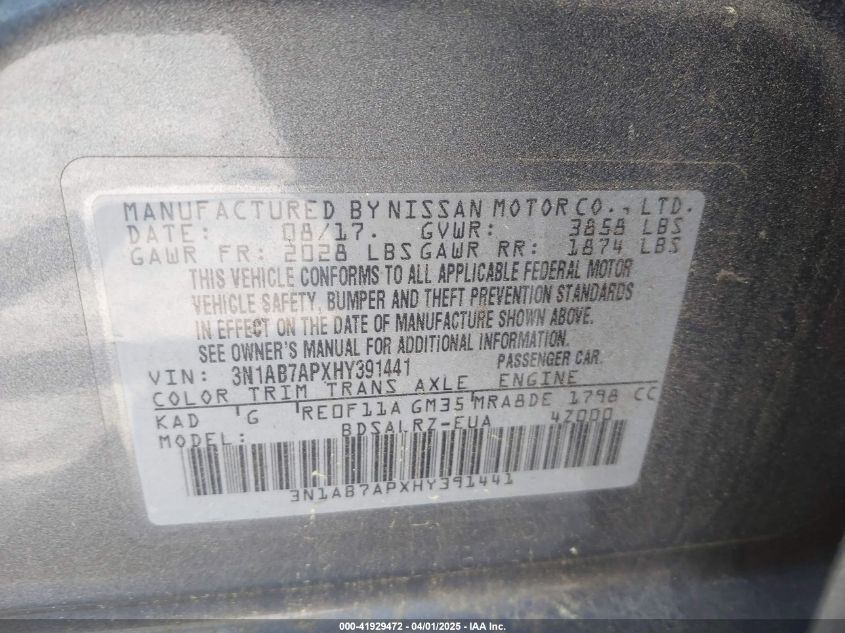 MANUFACTURED BY NISSAN MOTOR CO., LTD.
DATE: 08/17. GVWR: 3858 LBS
GAWR FR: 2028 LBS GAWR RR: 1874 LBS
THIS VEHICLE CONFORMS TO ALL APPLICABLE FEDERAL MOTOR
VEHICLE SAFETY, BUMPER AND THEFT PREVENTION STANDARDS
IN EFFECT ON THE DATE OF MANUFACTURE SHOWN ABOVE.
SEE OWNER'S MANUAL FOR ADDITIONAL INFORMATION.
VIN: 3N1AB7APXHY391441 PASSENGER CAR
COLOR TRIM TRANS AXLE ENGINE
KAD G RE0F11A GM35 MRA8DE 1798 CC
MODEL: BDSALRZ-EUA 4Z000
3N1AB7APXHY391441
000-41929472 - 04/01/2025 - IAA Inc.